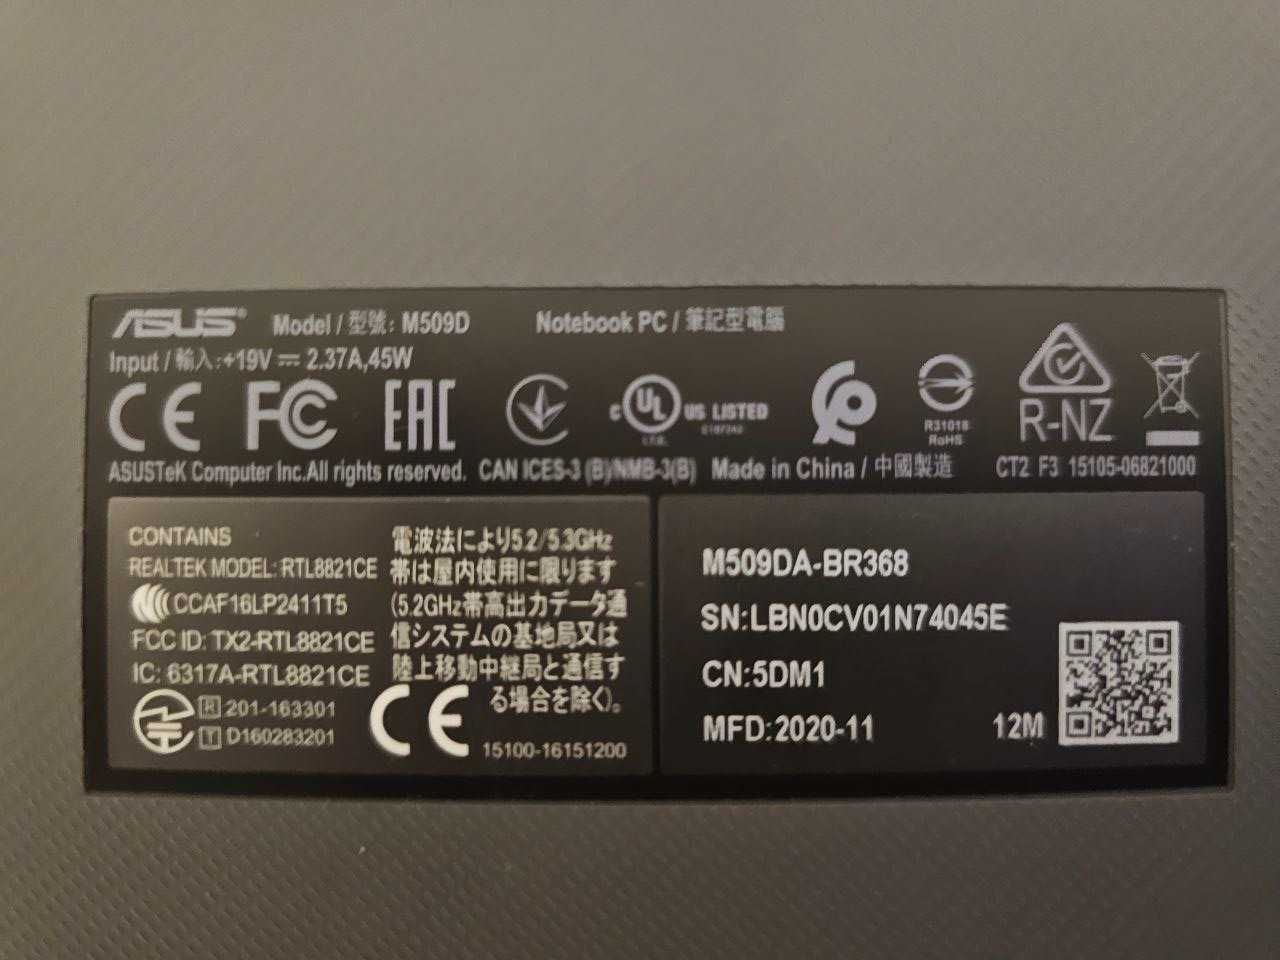 ASUS Model / 型號: M509D Notebook PC / 筆記型電腦
Input / 輸入:+19V ⎓ 2.37A,45W
CE FCC EAC C UL US LISTED
E187242
I.T.E.
R31018
RoHS
R-NZ
ASUSTeK Computer Inc.All rights reserved. CAN ICES-3 (B)/NMB-3(B) Made in China / 中國製造 CT2 F3 15105-06821000
CONTAINS
REALTEK MODEL: RTL8821CE
CCAF16LP2411T5
FCC ID: TX2-RTL8821CE
IC: 6317A-RTL8821CE
R 201-163301
T D160283201
電波法により5.2/5.3GHz
帯は屋内使用に限ります
(5.2GHz帯高出力データ通
信システムの基地局又は
陸上移動中継局と通信す
る場合を除く)。
CE 15100-16151200
M509DA-BR368
SN:LBN0CV01N74045E
CN:5DM1
MFD:2020-11 12M